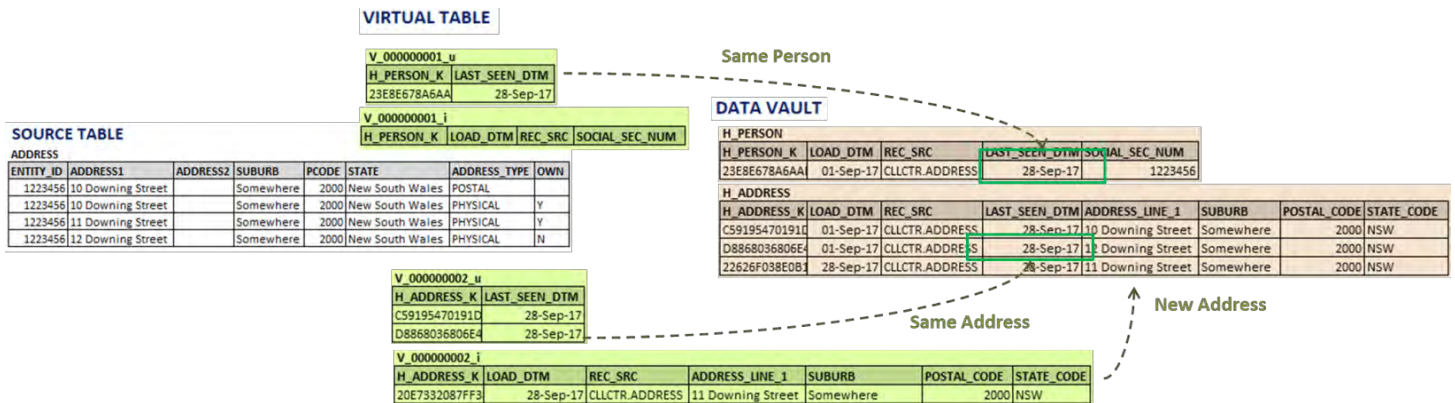 VIRTUAL TABLE
V_000000001_u
H_PERSON_K LAST_SEEN_DTM
23E8E678A6AA 28-Sep-17
V_000000001_i
H_PERSON_K LOAD_DTM REC_SRC SOCIAL_SEC_NUM
Same Person
SOURCE TABLE
ADDRESS
ENTITY_ID ADDRESS1 ADDRESS2 SUBURB PCODE STATE ADDRESS_TYPE OWN
1223456 10 Downing Street Somewhere 2000 New South Wales POSTAL
1223456 10 Downing Street Somewhere 2000 New South Wales PHYSICAL Y
1223456 11 Downing Street Somewhere 2000 New South Wales PHYSICAL Y
1223456 12 Downing Street Somewhere 2000 New South Wales PHYSICAL N
DATA VAULT
H_PERSON
H_PERSON_K LOAD_DTM REC_SRC LAST_SEEN_DTM SOCIAL_SEC_NUM
23E8E678A6AA 01-Sep-17 CLLCTR.ADDRESS 28-Sep-17 1223456
H_ADDRESS
H_ADDRESS_K LOAD_DTM REC_SRC LAST_SEEN_DTM ADDRESS_LINE_1 SUBURB POSTAL_CODE STATE_CODE
C59195470191D 01-Sep-17 CLLCTR.ADDRESS 28-Sep-17 10 Downing Street Somewhere 2000 NSW
D8868036806E4 01-Sep-17 CLLCTR.ADDRESS 28-Sep-17 12 Downing Street Somewhere 2000 NSW
22626F038E0B1 28-Sep-17 CLLCTR.ADDRESS 28-Sep-17 11 Downing Street Somewhere 2000 NSW
V_000000002_u
H_ADDRESS_K LAST_SEEN_DTM
C59195470191D 28-Sep-17
D8868036806E4 28-Sep-17
Same Address
New Address
V_000000002_i
H_ADDRESS_K LOAD_DTM REC_SRC ADDRESS_LINE_1 SUBURB POSTAL_CODE STATE_CODE
20E7332087FF3 28-Sep-17 CLLCTR.ADDRESS 11 Downing Street Somewhere 2000 NSW